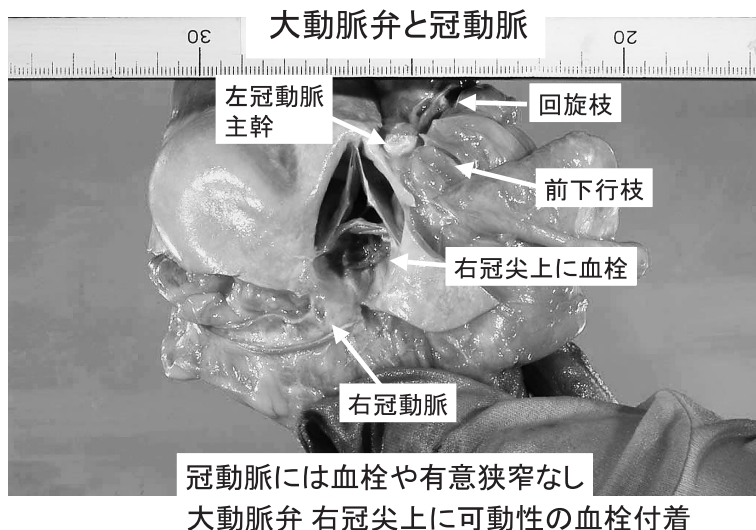 大動脈弁と冠動脈
30
20
左冠動脈
主幹
回旋枝
前下行枝
右冠尖上に血栓
右冠動脈
冠動脈には血栓や有意狭窄なし
大動脈弁 右冠尖上に可動性の血栓付着